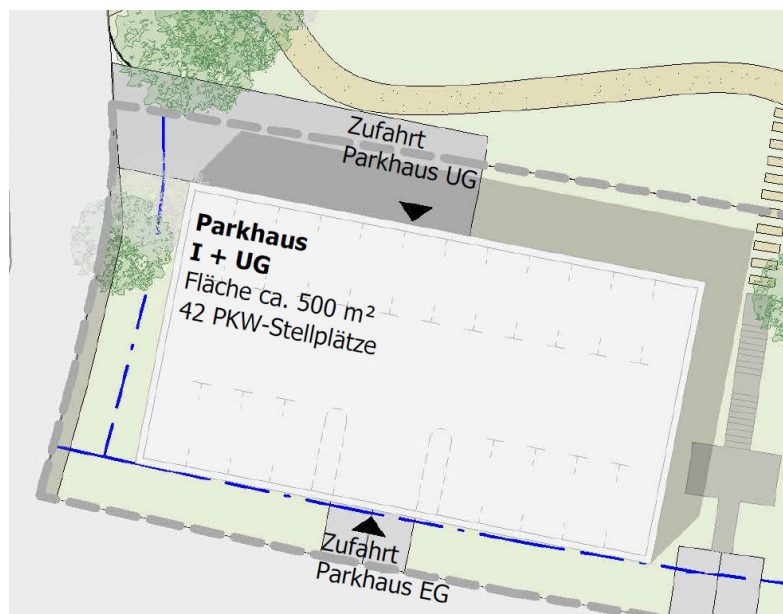 Zufahrt
Parkhaus UG
Parkhaus
I + UG
Fläche ca. 500 m²
42 PKW-Stellplätze
Zufahrt
Parkhaus EG